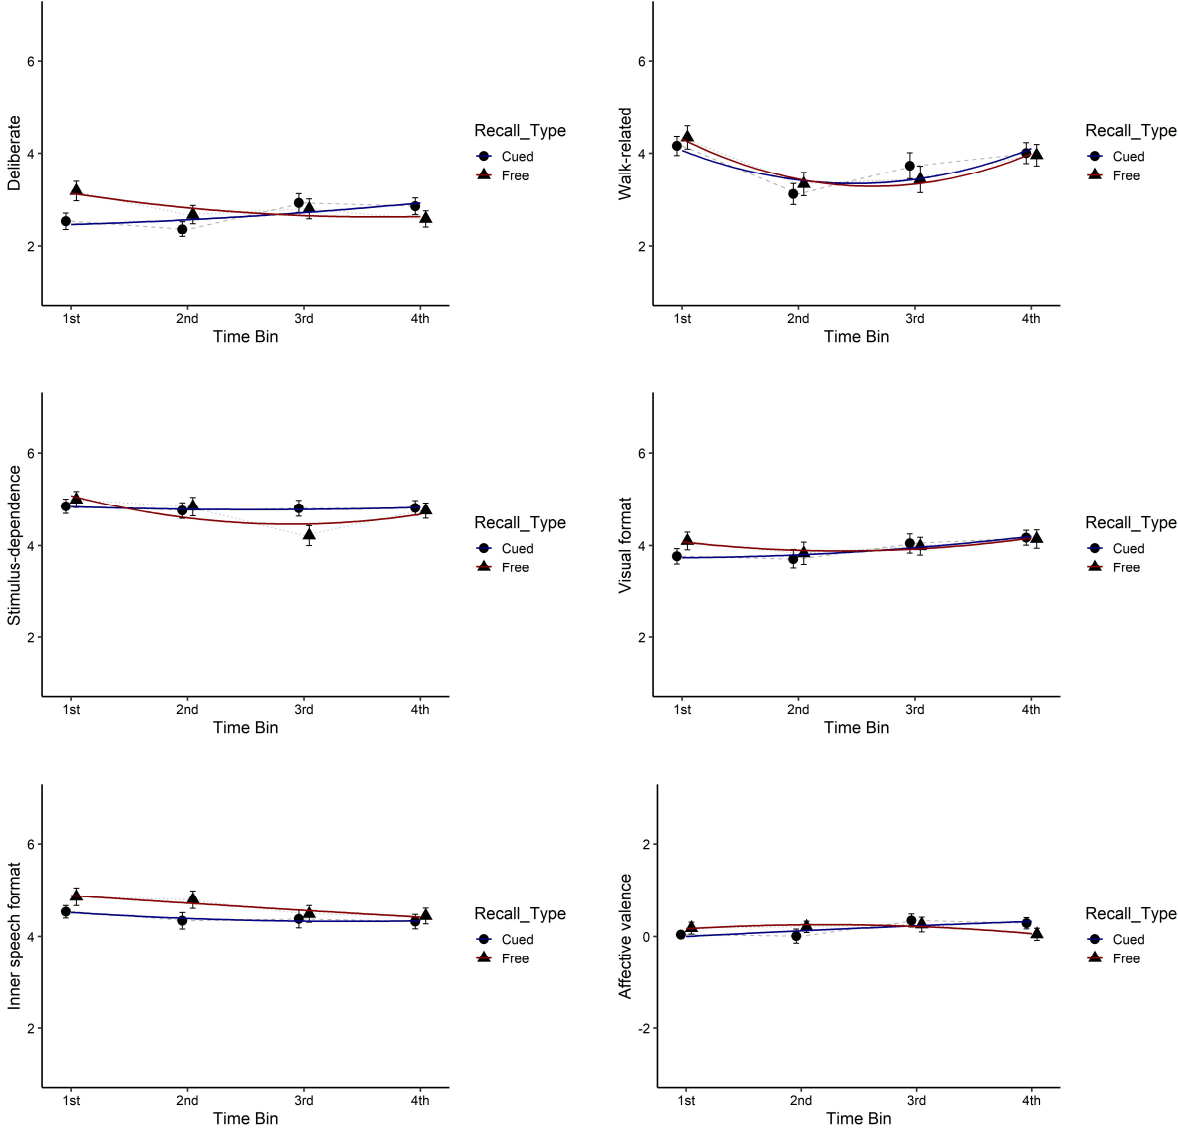 Deliberate
6
4
2
1st 2nd 3rd 4th
Time Bin
Recall_Type
Cued
Free
Walk-related
6
4
2
1st 2nd 3rd 4th
Time Bin
Recall_Type
Cued
Free
Stimulus-dependence
6
4
2
1st 2nd 3rd 4th
Time Bin
Recall_Type
Cued
Free
Visual format
6
4
2
1st 2nd 3rd 4th
Time Bin
Recall_Type
Cued
Free
Inner speech format
6
4
2
1st 2nd 3rd 4th
Time Bin
Recall_Type
Cued
Free
Affective valence
2
0
-2
1st 2nd 3rd 4th
Time Bin
Recall_Type
Cued
Free